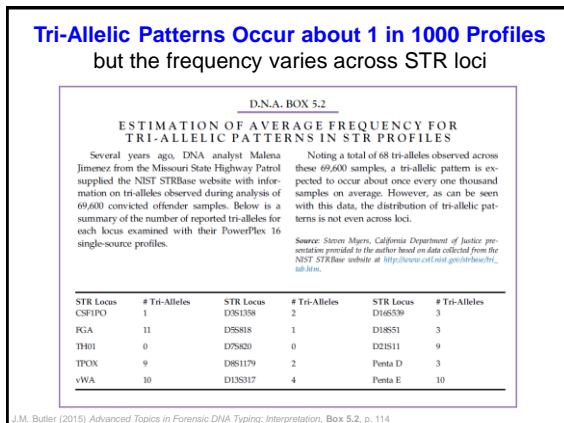 Tri-Allelic Patterns Occur about 1 in 1000 Profiles
but the frequency varies across STR loci
D.N.A. BOX 5.2
ESTIMATION OF AVERAGE FREQUENCY FOR
TRI-ALLELIC PATTERNS IN STR PROFILES
Several years ago, DNA analyst Malena
Jimenez from the Missouri State Highway Patrol
supplied the NIST STRBase website with infor-
mation on tri-alleles observed during analysis of
69,600 convicted offender samples. Below is a
summary of the number of reported tri-alleles for
each locus examined with their PowerPlex 16
single-source profiles.
Noting a total of 68 tri-alleles observed across
these 69,600 samples, a tri-allelic pattern is ex-
pected to occur about once every one thousand
samples on average. However, as can be seen
with this data, the distribution of tri-allelic pat-
terns is not even across loci.
Source: Steven Myers, California Department of Justice pre-
sentation provided to the author based on data collected from the
NIST STRBase website at http://www.cstl.nist.gov/strbase/tri_
tab.htm.
STR Locus # Tri-Alleles STR Locus # Tri-Alleles STR Locus # Tri-Alleles
CSF1PO 1 D3S1358 2 D16S539 3
FGA 11 D5S818 1 D18S51 3
TH01 0 D7S820 0 D21S11 9
TPOX 9 D8S1179 2 Penta D 3
vWA 10 D13S317 4 Penta E 10
J.M. Butler (2015) Advanced Topics in Forensic DNA Typing: Interpretation, Box 5.2, p. 114